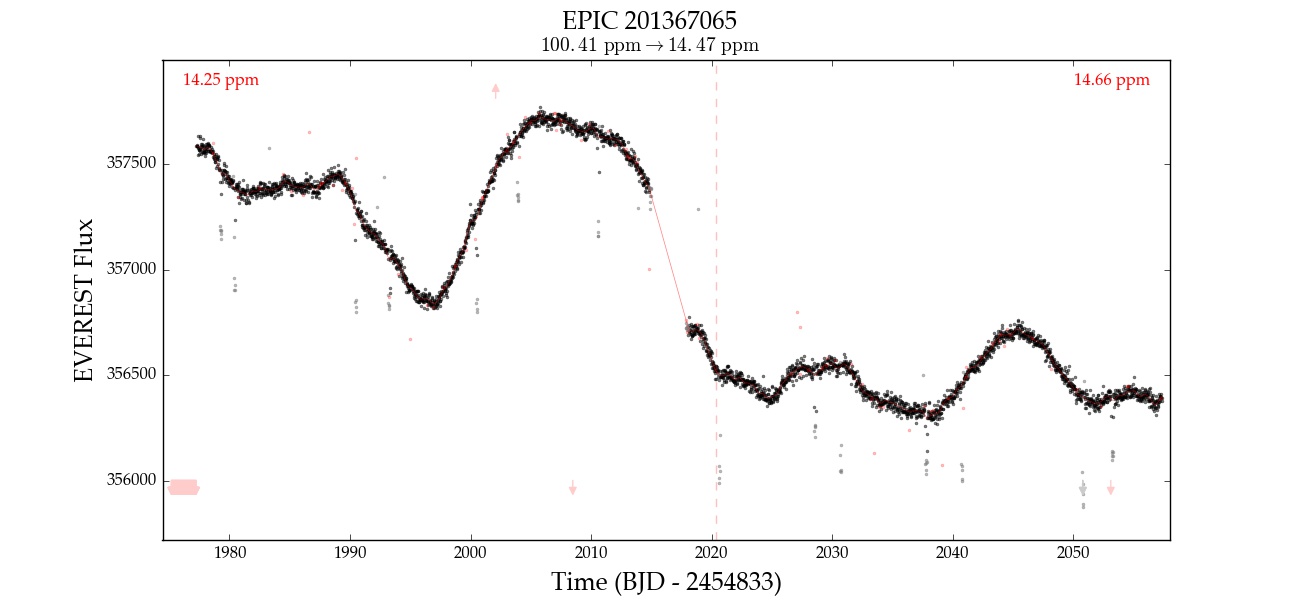 EPIC 201367065
100.41 ppm → 14.47 ppm
14.25 ppm
14.66 ppm
EVEREST Flux
357500
357000
356500
356000
1980
1990
2000
2010
2020
2030
2040
2050
Time (BJD - 2454833)